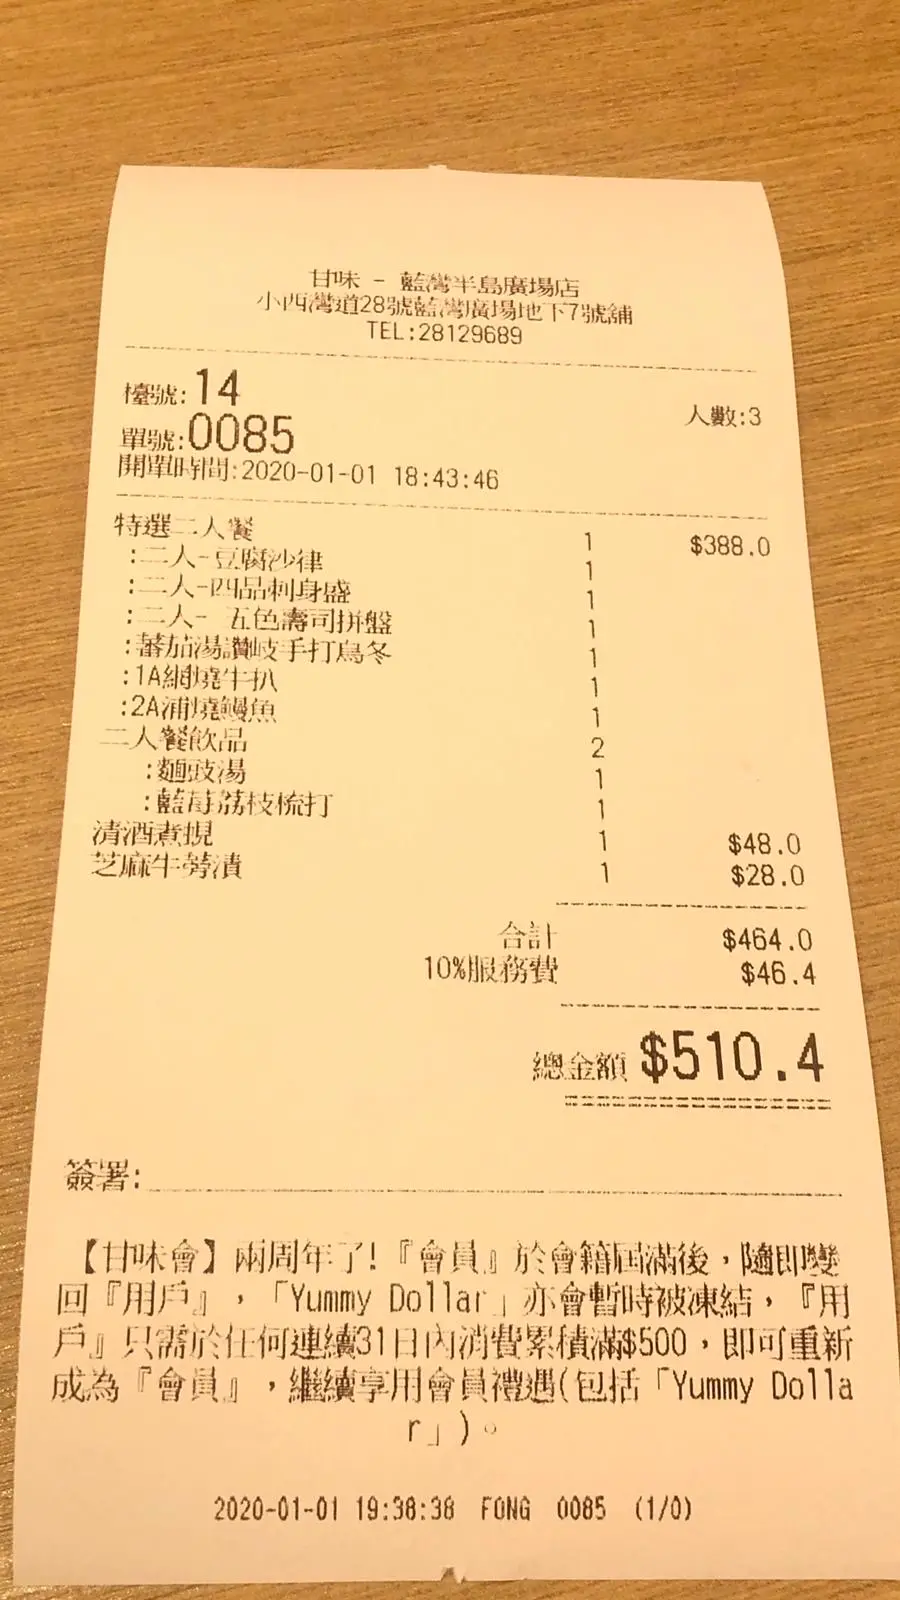 甘味 - 藍灣半島廣場店
小西灣道28號藍灣廣場地下7號舖
TEL:28129689
檯號:14
人數:3
單號:0085
開單時間:2020-01-01 18:43:46
特選二人餐 1 $388.0
:二人-豆腐沙律 1
:二人-四品刺身盛 1
:二人- 五色壽司拼盤 1
:蕃茄湯讚岐手打烏冬 1
:1A網燒牛扒 1
:2A浦燒鰻魚 1
二人餐飲品 2
:麵豉湯 1
:藍莓荔枝梳打 1
清酒煮蜆 1 $48.0
芝麻牛蒡漬 1 $28.0
合計 $464.0
10%服務費 $46.4
總金額 $510.4
簽署:
【甘味會】兩周年了!『會員』於會籍屆滿後，隨即變
回『用戶』，「Yummy Dollar」亦會暫時被凍結，『用
戶』只需於任何連續31日內消費累積滿$500，即可重新
成為『會員』，繼續享用會員禮遇(包括「Yummy Dolla
r」)。
2020-01-01 19:38:38 FONG 0085 (1/0)